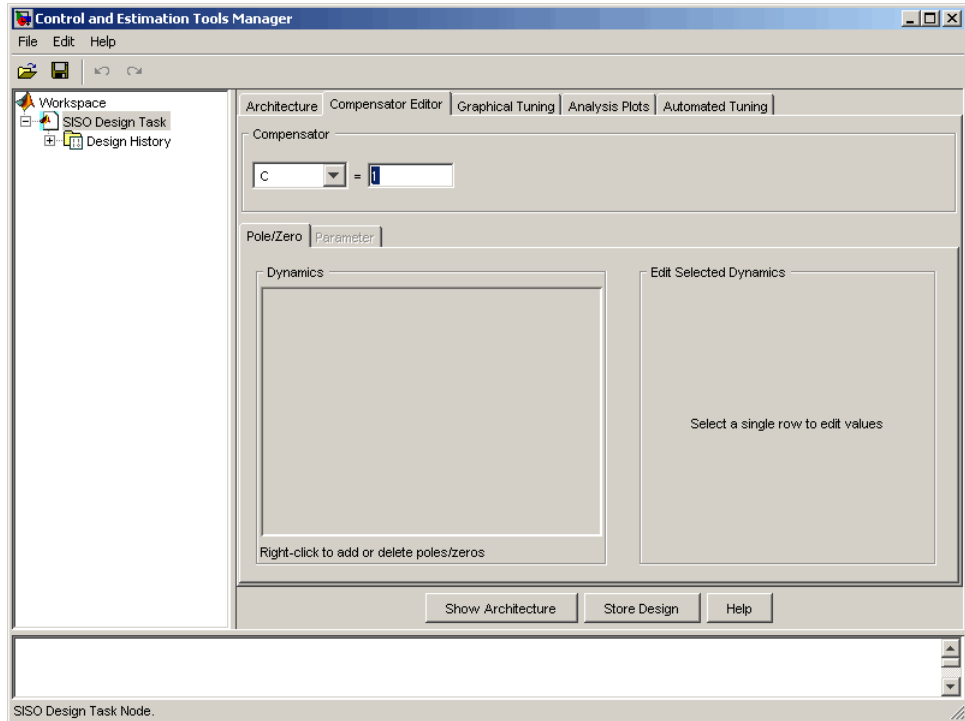 Control and Estimation Tools Manager
File Edit Help
Workspace
SISO Design Task
Design History
Architecture Compensator Editor Graphical Tuning Analysis Plots Automated Tuning
Compensator
C = 1
Pole/Zero Parameter
Dynamics
Edit Selected Dynamics
Select a single row to edit values
Right-click to add or delete poles/zeros
Show Architecture Store Design Help
SISO Design Task Node.